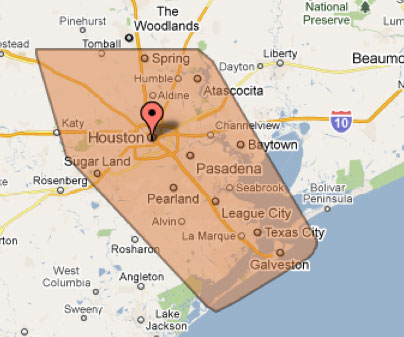 Pinehurst
The
Woodlands
National
Preserve
Tomball
Spring
Liberty
Beaumo
Humble
Dayton
Atascocita
Aldine
Katy
Houston
Channelview
10
Baytown
Sugar Land
Pasadena
Rosenberg
Seabrook
Bolivar
Peninsula
Pearland
League City
Alvin
La Marque
Texas City
Rosharon
Galveston
West
Columbia
Angleton
Sweeny
Lake
Jackson